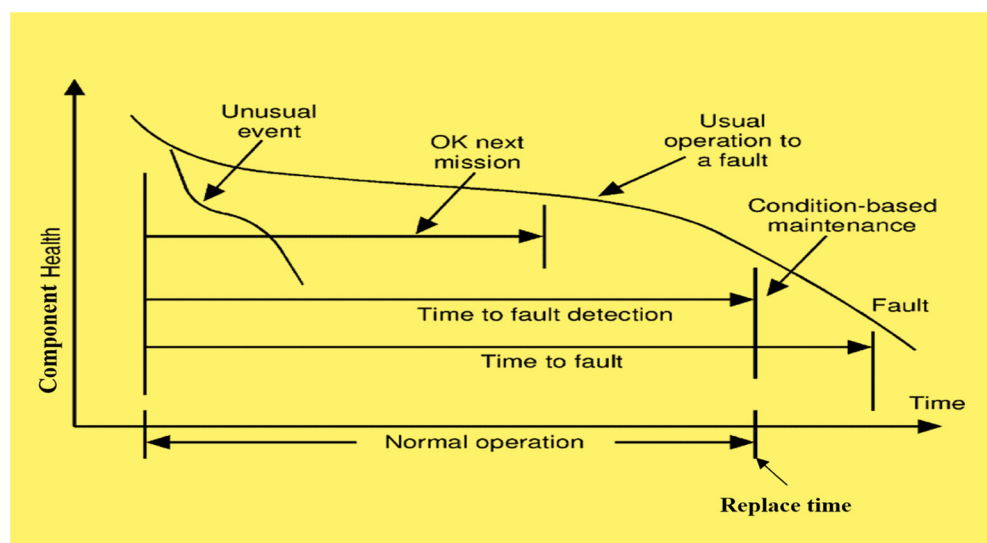 Unusual
event
OK next
mission
Usual
operation to
a fault
Condition-based
maintenance
Component Health
Time to fault detection
Fault
Time to fault
Time
Normal operation
Replace time